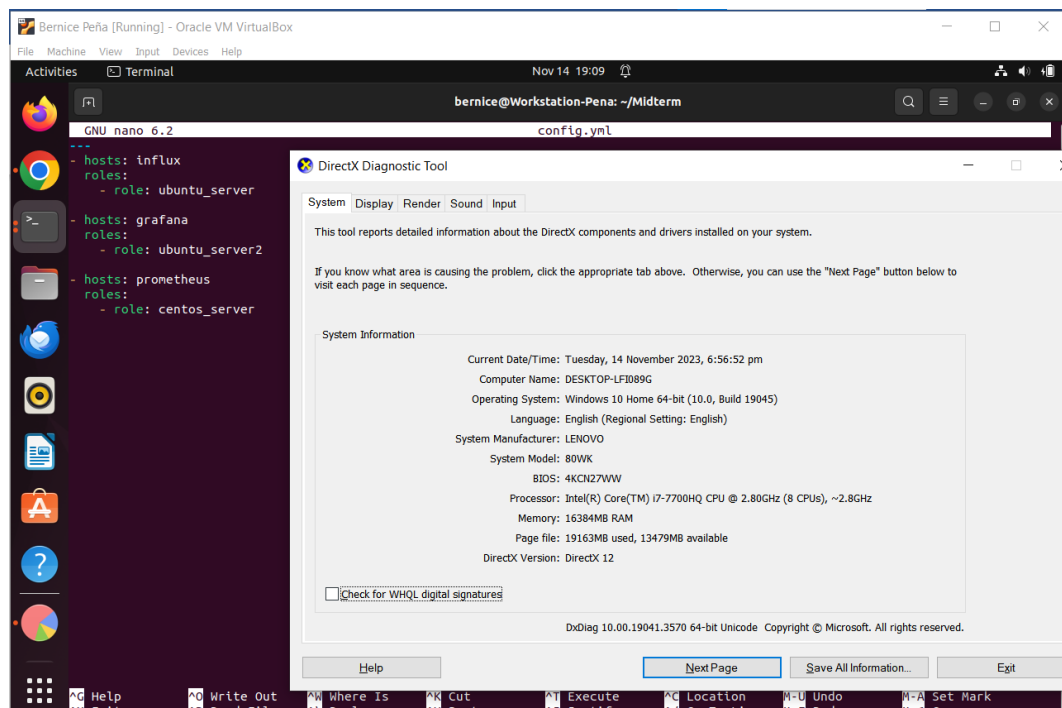 Bernice Peña [Running] - Oracle VM VirtualBox
File Machine View Input Devices Help
Activities Terminal Nov 14 19:09
bernice@Workstation-Pena: ~/Midterm
GNU nano 6.2 config.yml
---
- hosts: influx
roles:
- role: ubuntu_server
- hosts: grafana
roles:
- role: ubuntu_server2
- hosts: prometheus
roles:
- role: centos_server
DirectX Diagnostic Tool
System Display Render Sound Input
This tool reports detailed information about the DirectX components and drivers installed on your system.
If you know what area is causing the problem, click the appropriate tab above. Otherwise, you can use the "Next Page" button below to
visit each page in sequence.
System Information
Current Date/Time: Tuesday, 14 November 2023, 6:56:52 pm
Computer Name: DESKTOP-LFI089G
Operating System: Windows 10 Home 64-bit (10.0, Build 19045)
Language: English (Regional Setting: English)
System Manufacturer: LENOVO
System Model: 80WK
BIOS: 4KCN27WW
Processor: Intel(R) Core(TM) i7-7700HQ CPU @ 2.80GHz (8 CPUs), ~2.8GHz
Memory: 16384MB RAM
Page file: 19163MB used, 13479MB available
DirectX Version: DirectX 12
Check for WHQL digital signatures
DxDiag 10.00.19041.3570 64-bit Unicode Copyright © Microsoft. All rights reserved.
Help Next Page Save All Information... Exit
^G Help ^O Write Out ^W Where Is ^K Cut ^T Execute ^C Location M-U Undo M-A Set Mark